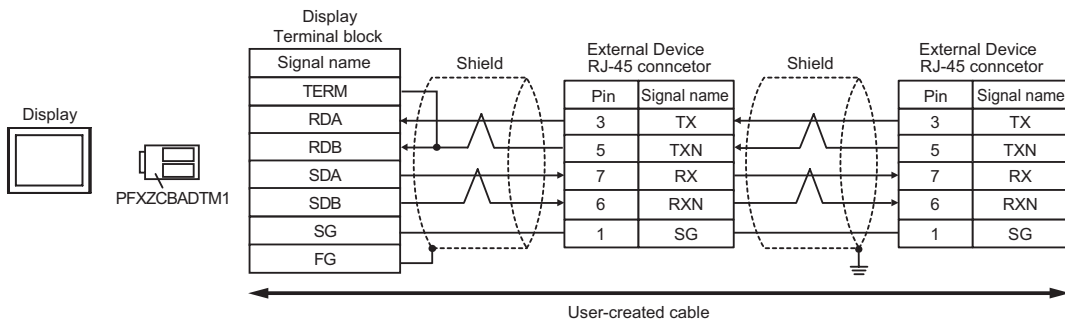 Display
Terminal block
Signal name
TERM
RDA
RDB
SDA
SDB
SG
FG
Shield
External Device
RJ-45 conncetor
Pin Signal name
3 TX
5 TXN
7 RX
6 RXN
1 SG
Shield
External Device
RJ-45 conncetor
Pin Signal name
3 TX
5 TXN
7 RX
6 RXN
1 SG
Display
PFXZCBADTM1
User-created cable